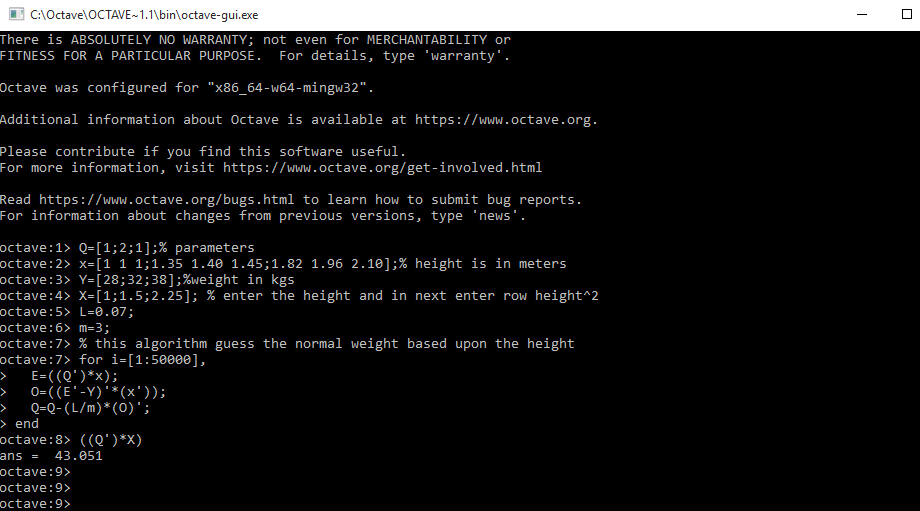 C:\Octave\OCTAVE~1.1\bin\octave-gui.exe
There is ABSOLUTELY NO WARRANTY; not even for MERCHANTABILITY or
FITNESS FOR A PARTICULAR PURPOSE.  For details, type 'warranty'.
Octave was configured for "x86_64-w64-mingw32".
Additional information about Octave is available at https://www.octave.org.
Please contribute if you find this software useful.
For more information, visit https://www.octave.org/get-involved.html
Read https://www.octave.org/bugs.html to learn how to submit bug reports.
For information about changes from previous versions, type 'news'.
octave:1> Q=[1;2;1];% parameters
octave:2> x=[1 1 1;1.35 1.40 1.45;1.82 1.96 2.10];% height is in meters
octave:3> Y=[28;32;38];%weight in kgs
octave:4> X=[1;1.5;2.25]; % enter the height and in next enter row height^2
octave:5> L=0.07;
octave:6> m=3;
octave:7> % this algorithm guess the normal weight based upon the height
octave:7> for i=[1:50000],
>   E=((Q')*x);
>   O=((E'-Y)'*(x'));
>   Q=Q-(L/m)*(O)';
> end
octave:8> ((Q')*X)
ans =  43.051
octave:9>
octave:9>
octave:9>